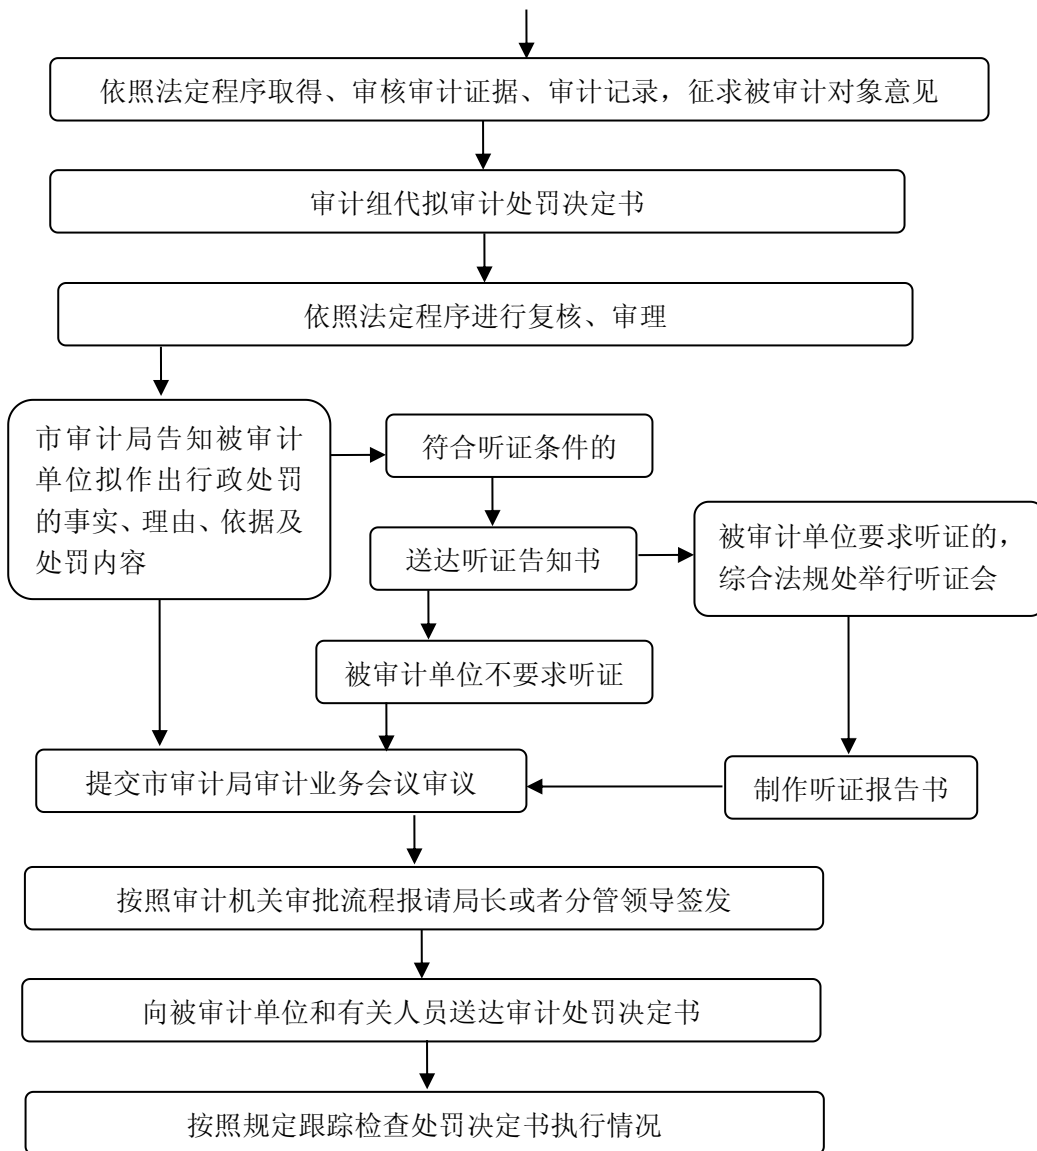 依照法定程序取得、审核审计证据、审计记录，征求被审计对象意见
审计组代拟审计处罚决定书
依照法定程序进行复核、审理
市审计局告知被审计
单位拟作出行政处罚
的事实、理由、依据及
处罚内容
符合听证条件的
送达听证告知书
被审计单位要求听证的，
综合法规处举行听证会
被审计单位不要求听证
提交市审计局审计业务会议审议
制作听证报告书
按照审计机关审批流程报请局长或者分管领导签发
向被审计单位和有关人员送达审计处罚决定书
按照规定跟踪检查处罚决定书执行情况